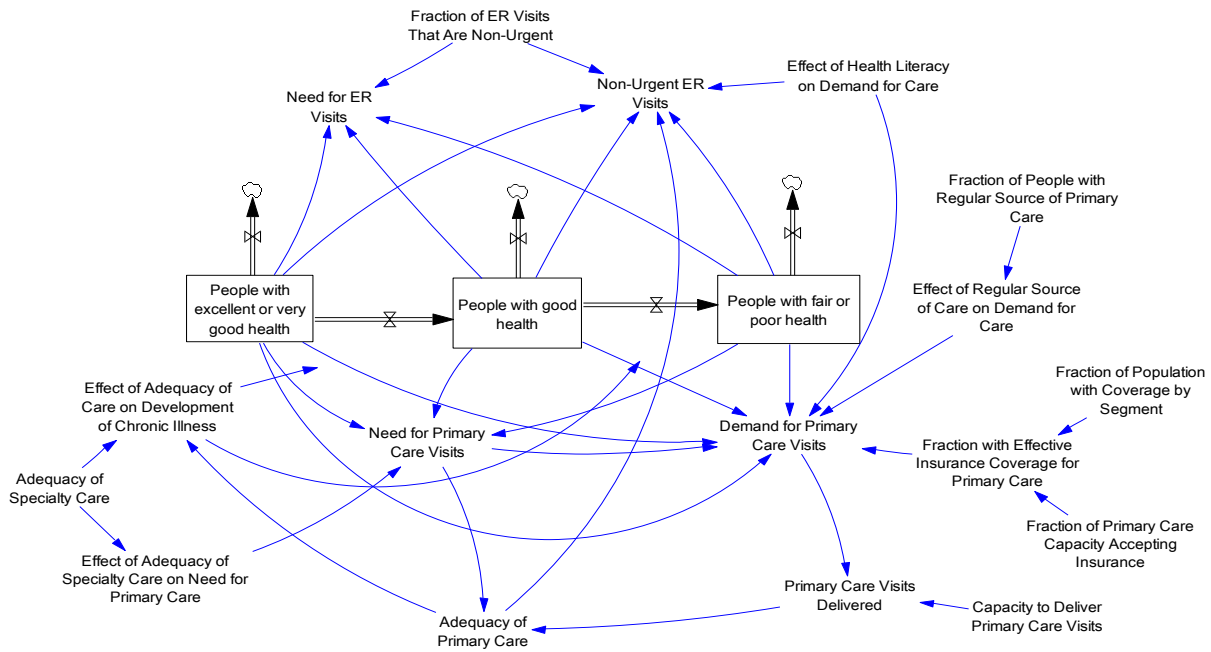 Fraction of ER Visits
That Are Non-Urgent
Effect of Health Literacy
on Demand for Care
Non-Urgent ER
Visits
Need for ER
Visits
Fraction of People with
Regular Source of Primary
Care
People with
excellent or very
good health
People with good
health
People with fair or
poor health
Effect of Regular Source
of Care on Demand for
Care
Effect of Adequacy of
Care on Development
of Chronic Illness
Fraction of Population
with Coverage by
Segment
Need for Primary
Care Visits
Demand for Primary
Care Visits
Fraction with Effective
Insurance Coverage for
Primary Care
Adequacy of
Specialty Care
Fraction of Primary Care
Capacity Accepting
Insurance
Effect of Adequacy of
Specialty Care on Need for
Primary Care
Primary Care Visits
Delivered
Capacity to Deliver
Primary Care Visits
Adequacy of
Primary Care